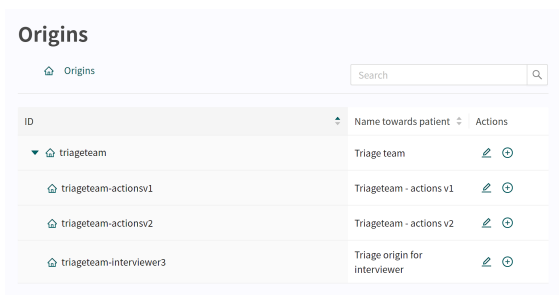 Origins
Origins
Search
ID
Name towards patient
Actions
triageteam
Triage team
triageteam-actionsv1
Triageteam - actions v1
triageteam-actionsv2
Triageteam - actions v2
triageteam-interviewer3
Triage origin for
interviewer